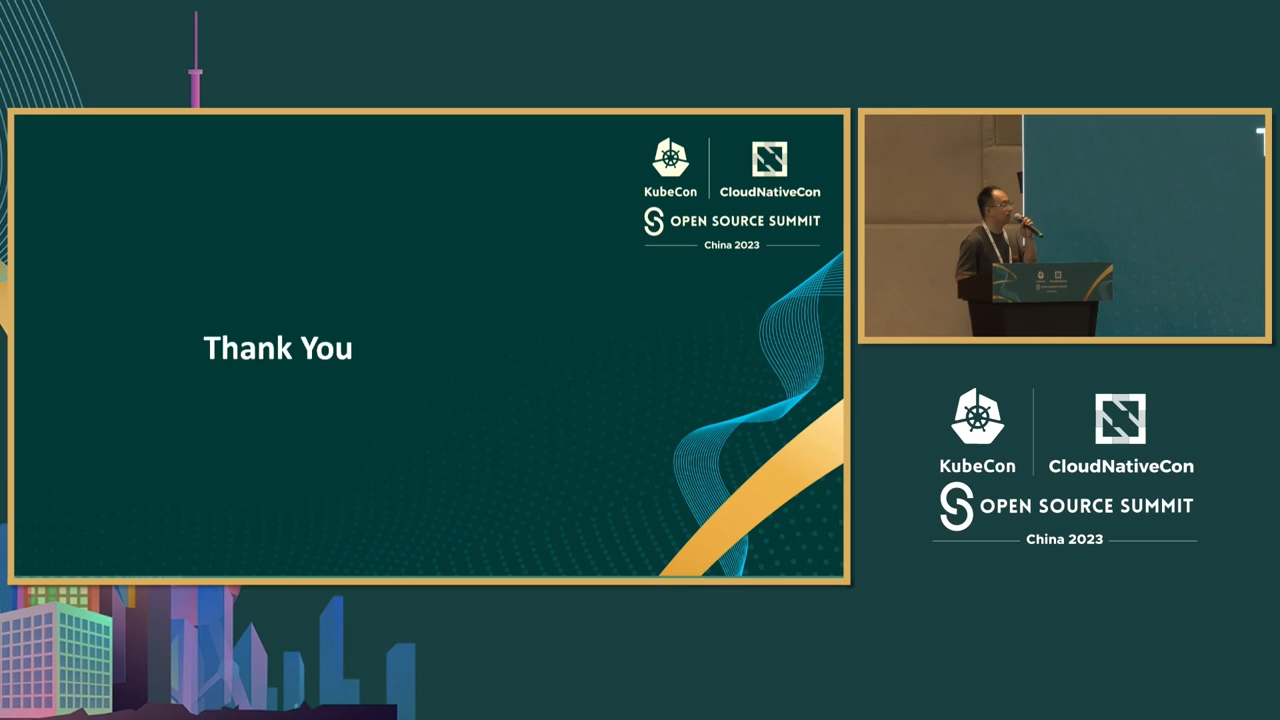 KubeCon
CloudNativeCon
OPEN SOURCE SUMMIT
China 2023
Thank You
T
KubeCon
CloudNativeCon
OPEN SOURCE SUMMIT
China 2023